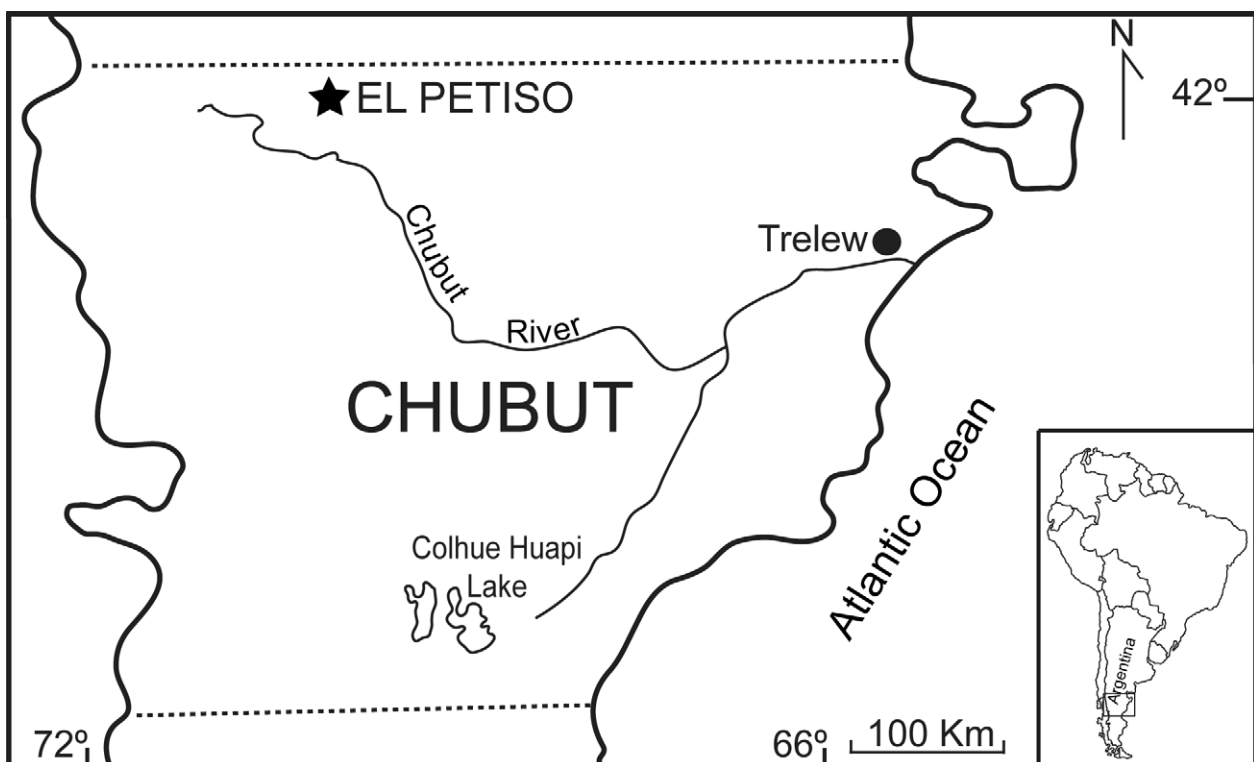 N
42º
EL PETISO
Trelew
Chubut
River
CHUBUT
Atlantic Ocean
Colhue Huapi
Lake
Argentina
72º
66º
100 Km